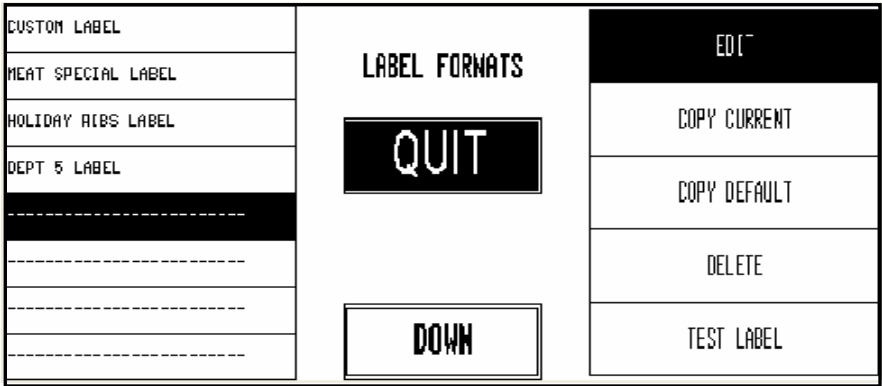 CUSTOM LABEL
MEAT SPECIAL LABEL
HOLIDAY RIBS LABEL
DEPT 5 LABEL
------------------------
------------------------
------------------------
------------------------
LABEL FORMATS
QUIT
DOWN
EDIT
COPY CURRENT
COPY DEFAULT
DELETE
TEST LABEL